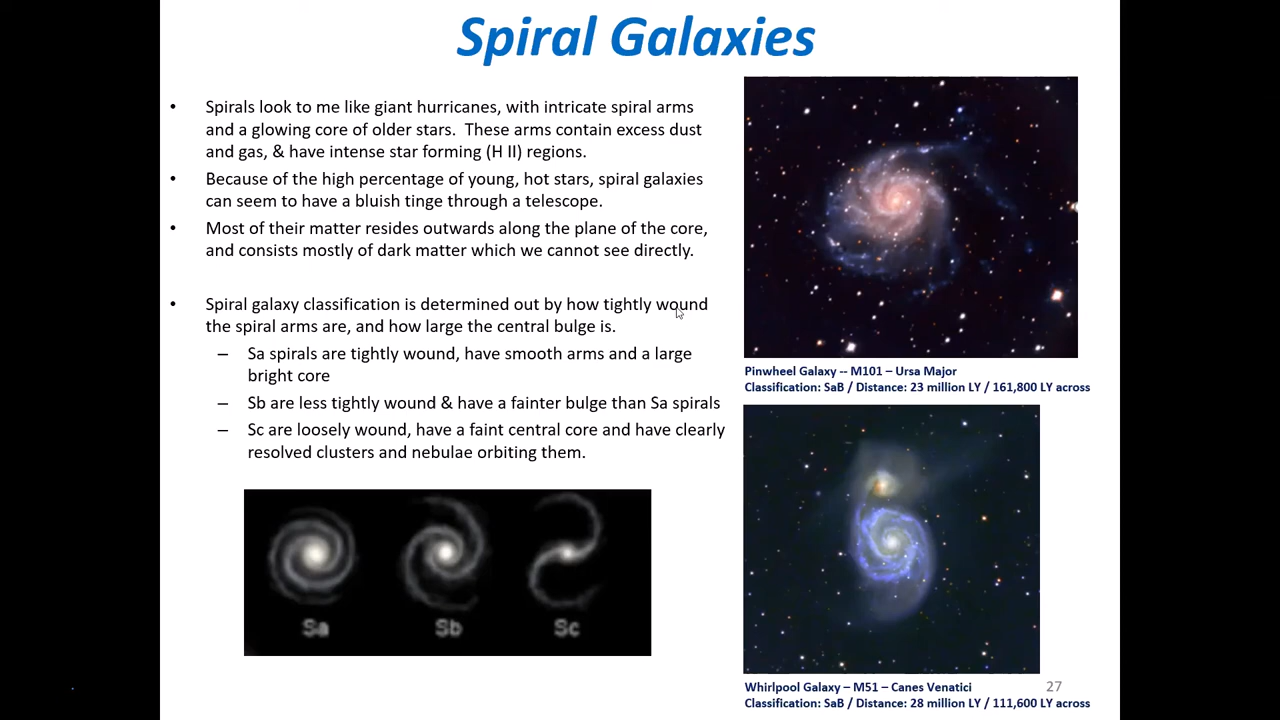 Spiral Galaxies
• Spirals look to me like giant hurricanes, with intricate spiral arms
and a glowing core of older stars.  These arms contain excess dust
and gas, & have intense star forming (H II) regions.
• Because of the high percentage of young, hot stars, spiral galaxies
can seem to have a bluish tinge through a telescope.
• Most of their matter resides outwards along the plane of the core,
and consists mostly of dark matter which we cannot see directly.
• Spiral galaxy classification is determined out by how tightly wound
the spiral arms are, and how large the central bulge is.
– Sa spirals are tightly wound, have smooth arms and a large
bright core
– Sb are less tightly wound & have a fainter bulge than Sa spirals
– Sc are loosely wound, have a faint central core and have clearly
resolved clusters and nebulae orbiting them.
Sa Sb Sc
Pinwheel Galaxy -- M101 – Ursa Major
Classification: SaB / Distance: 23 million LY / 161,800 LY across
Whirlpool Galaxy – M51 – Canes Venatici
Classification: SaB / Distance: 28 million LY / 111,600 LY across
27